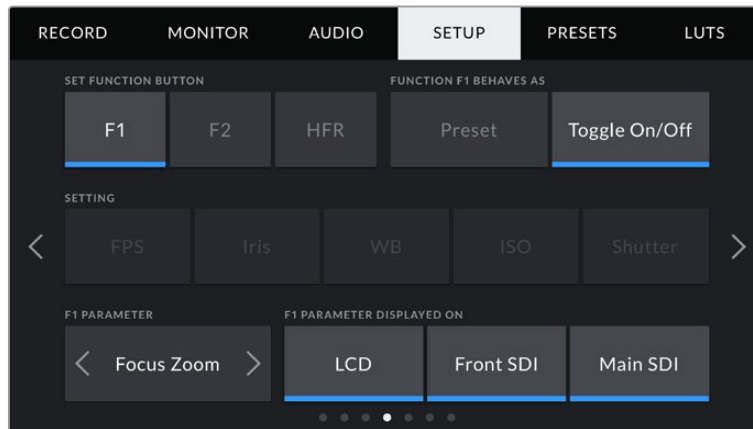 RECORD MONITOR AUDIO SETUP PRESETS LUTS
SET FUNCTION BUTTON FUNCTION F1 BEHAVES AS
F1 F2 HFR Preset Toggle On/Off
SETTING
FPS Iris WB ISO Shutter
F1 PARAMETER F1 PARAMETER DISPLAYED ON
Focus Zoom LCD Front SDI Main SDI